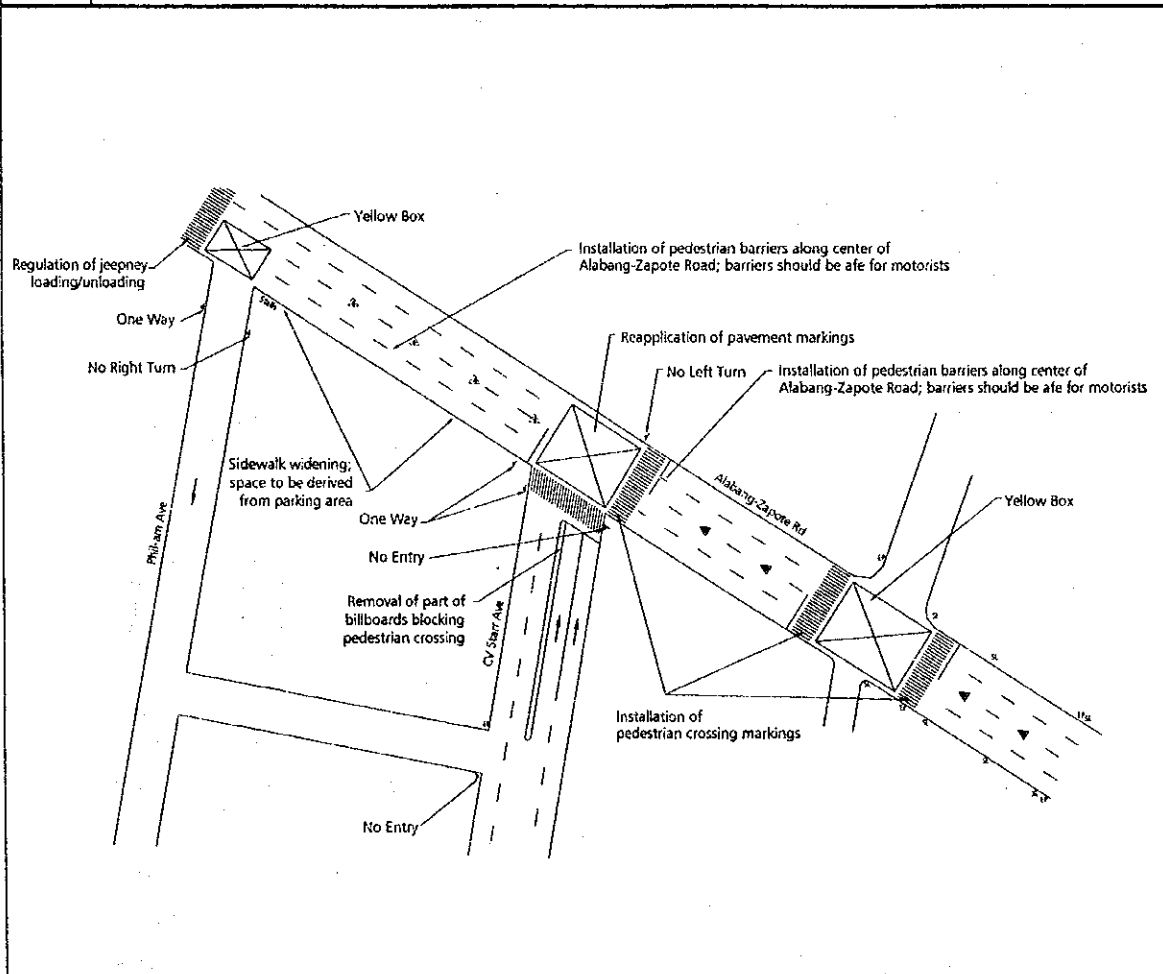 Yellow Box
Installation of pedestrian barriers along center of
Alabang-Zapote Road; barriers should be afe for motorists
Regulation of jeepney
loading/unloading
One Way
Stairs
Reapplication of pavement markings
No Right Turn
No Left Turn
Installation of pedestrian barriers along center of
Alabang-Zapote Road; barriers should be afe for motorists
Sidewalk widening;
space to be derived
from parking area
Alabang-Zapote Rd
Yellow Box
One Way
Phil-am Ave
No Entry
Removal of part of
billboards blocking
pedestrian crossing
CV Starr Ave
Installation of
pedestrian crossing markings
No Entry